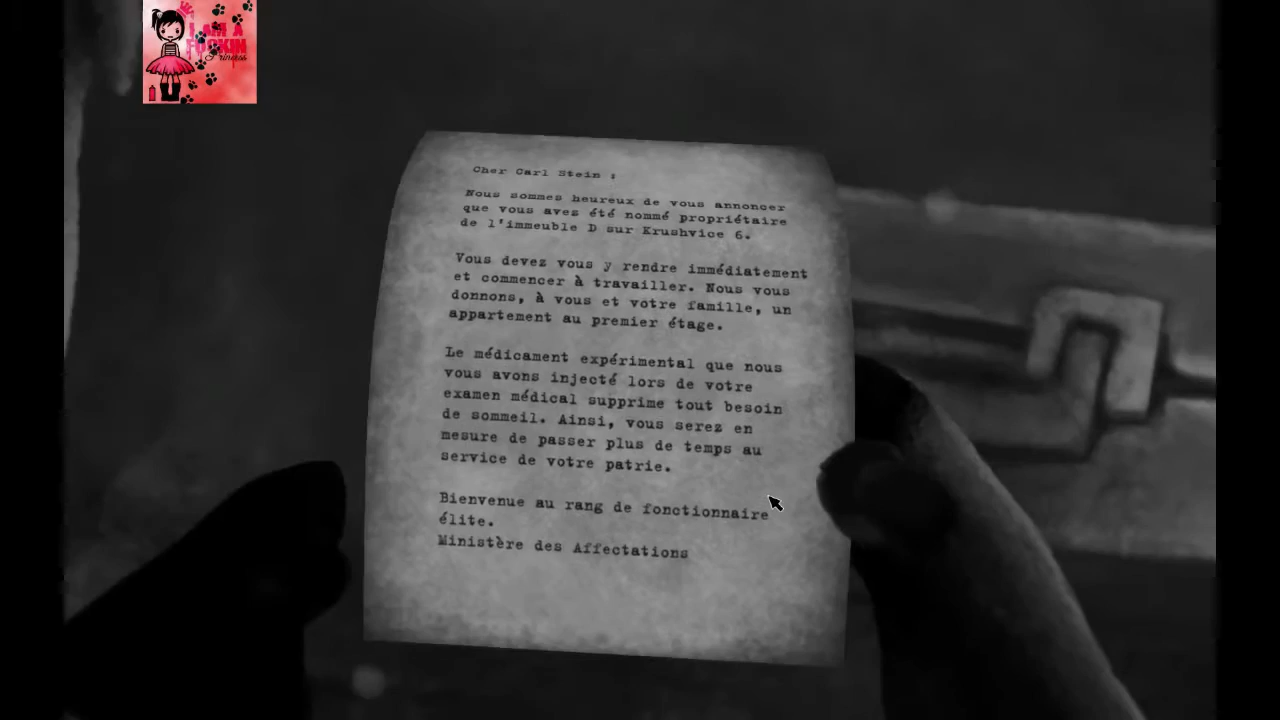 I AM A
FUCKIN
Princess
Cher Carl Stein :
Nous sommes heureux de vous annoncer
que vous avez été nommé propriétaire
de l'immeuble D sur Krushvice 6.
Vous devez vous y rendre immédiatement
et commencer à travailler. Nous vous
donnons, à vous et votre famille, un
appartement au premier étage.
Le médicament expérimental que nous
vous avons injecté lors de votre
examen médical supprime tout besoin
de sommeil. Ainsi, vous serez en
mesure de passer plus de temps au
service de votre patrie.
Bienvenue au rang de fonctionnaire
élite.
Ministère des Affectations